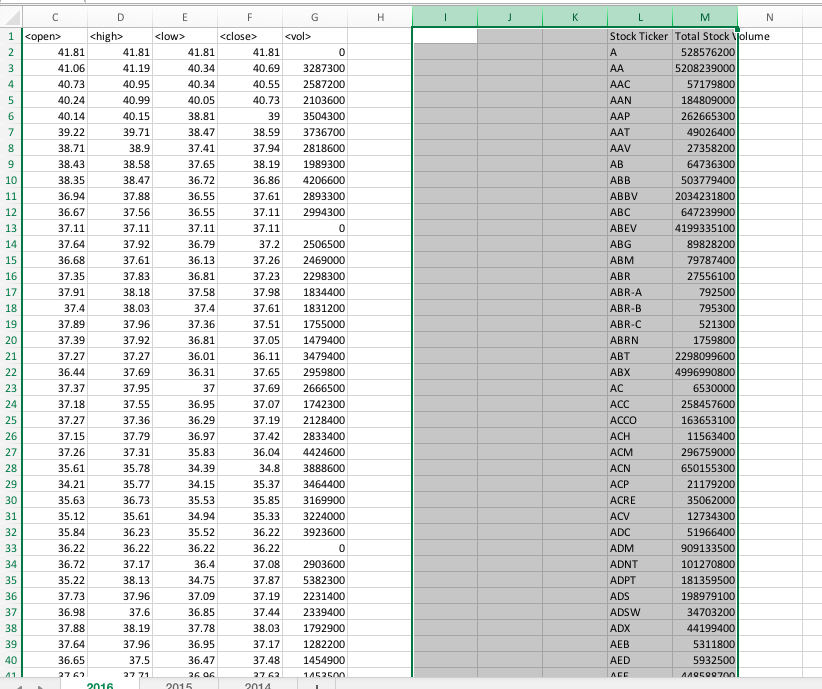 C D E F G H I J K L M N
1 <open> <high> <low> <close> <vol> Stock Ticker Total Stock Volume
2 41.81 41.81 41.81 41.81 0 A 528576200
3 41.06 41.19 40.34 40.69 3287300 AA 5208239000
4 40.73 40.95 40.34 40.55 2587200 AAC 57179800
5 40.24 40.99 40.05 40.73 2103600 AAN 184809000
6 40.14 40.15 38.81 39 3504300 AAP 262665300
7 39.22 39.71 38.47 38.59 3736700 AAT 49026400
8 38.71 38.9 37.41 37.94 2818600 AAV 27358200
9 38.43 38.58 37.65 38.19 1989300 AB 64736300
10 38.35 38.47 36.72 36.86 4206600 ABB 503779400
11 36.94 37.88 36.55 37.61 2893300 ABBV 2034231800
12 36.67 37.56 36.55 37.11 2994300 ABC 647239900
13 37.11 37.11 37.11 37.11 0 ABEV 4199335100
14 37.64 37.92 36.79 37.2 2506500 ABG 89828200
15 36.68 37.61 36.13 37.26 2469000 ABM 79787400
16 37.35 37.83 36.81 37.23 2298300 ABR 27556100
17 37.91 38.18 37.58 37.98 1834400 ABR-A 792500
18 37.4 38.03 37.4 37.61 1831200 ABR-B 795300
19 37.89 37.96 37.36 37.51 1755000 ABR-C 521300
20 37.39 37.92 36.81 37.05 1479400 ABRN 1759800
21 37.27 37.27 36.01 36.11 3479400 ABT 2298099600
22 36.44 37.69 36.31 37.65 2959800 ABX 4996990800
23 37.37 37.95 37 37.69 2666500 AC 6530000
24 37.18 37.55 36.95 37.07 1742300 ACC 258457600
25 37.27 37.36 36.29 37.19 2128400 ACCO 163653100
26 37.15 37.79 36.97 37.42 2833400 ACH 11563400
27 37.26 37.31 35.83 36.04 4424600 ACM 296759000
28 35.61 35.78 34.39 34.8 3888600 ACN 650155300
29 34.21 35.77 34.15 35.37 3464400 ACP 21179200
30 35.63 36.73 35.53 35.85 3169900 ACRE 35062000
31 35.12 35.61 34.94 35.33 3224000 ACV 12734300
32 35.84 36.23 35.52 36.22 3923600 ADC 51966400
33 36.22 36.22 36.22 36.22 0 ADM 909133500
34 36.72 37.17 36.4 37.08 2903600 ADNT 101270800
35 35.22 38.13 34.75 37.87 5382300 ADPT 181359500
36 37.73 37.96 37.09 37.19 2231400 ADS 198979100
37 36.98 37.6 36.85 37.44 2339400 ADSW 34703200
38 37.88 38.19 37.78 38.03 1792900 ADX 44199400
39 37.64 37.96 36.95 37.17 1282200 AEB 5311800
40 36.65 37.5 36.47 37.48 1454900 AED 5932500
41 37.62 37.71 36.96 37.63 1453500 AEE 448588700
2016 2015 2014 +